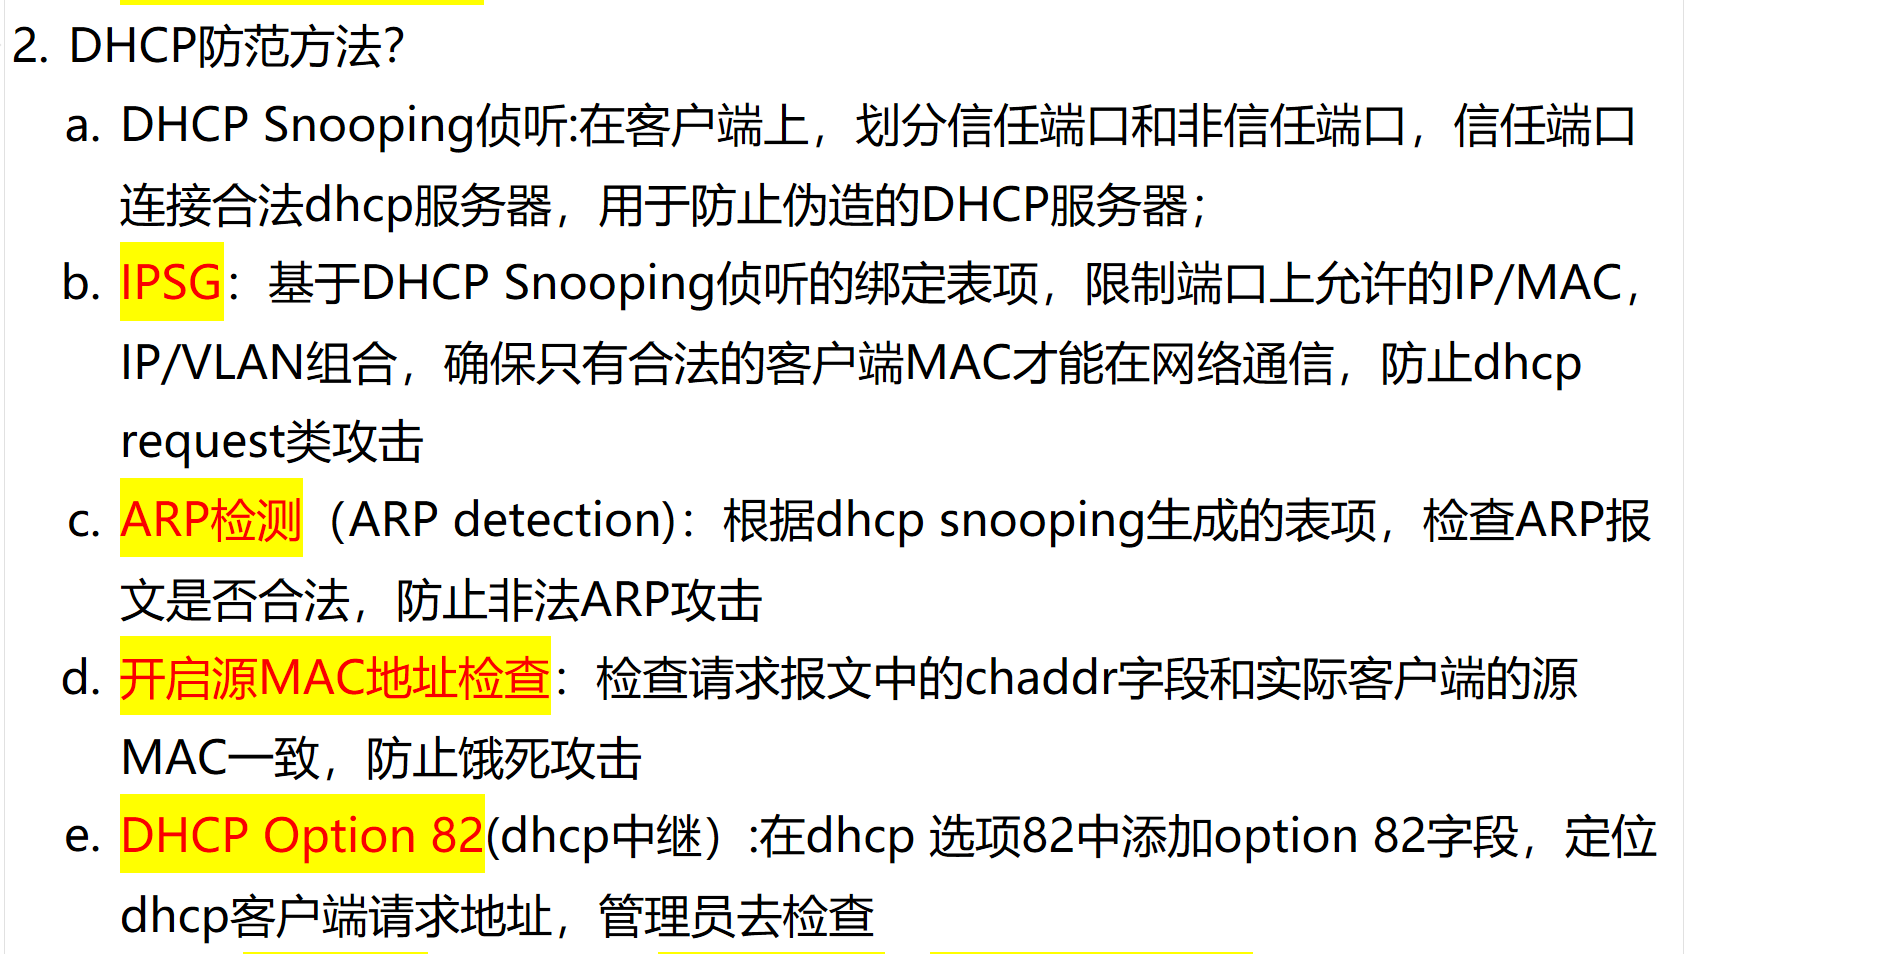 2. DHCP防范方法？
a. DHCP Snooping侦听:在客户端上，划分信任端口和非信任端口，信任端口
连接合法dhcp服务器，用于防止伪造的DHCP服务器；
b. IPSG：基于DHCP Snooping侦听的绑定表项，限制端口上允许的IP/MAC，
IP/VLAN组合，确保只有合法的客户端MAC才能在网络通信，防止dhcp
request类攻击
c. ARP检测（ARP detection)：根据dhcp snooping生成的表项，检查ARP报
文是否合法，防止非法ARP攻击
d. 开启源MAC地址检查：检查请求报文中的chaddr字段和实际客户端的源
MAC一致，防止饿死攻击
e. DHCP Option 82(dhcp中继）:在dhcp 选项82中添加option 82字段，定位
dhcp客户端请求地址，管理员去检查